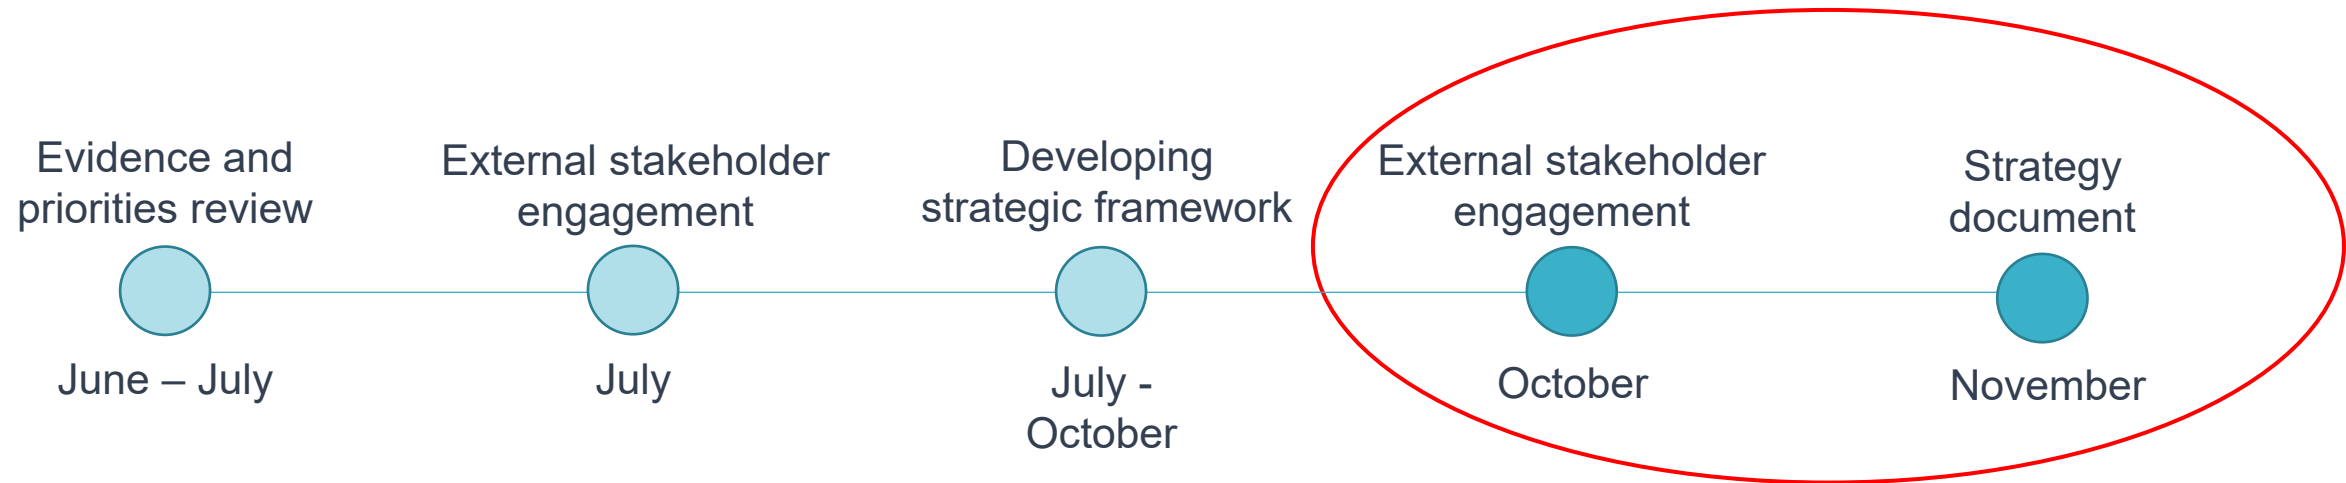 Evidence and
priorities review
June – July
External stakeholder
engagement
July
Developing
strategic framework
July -
October
External stakeholder
engagement
October
Strategy
document
November